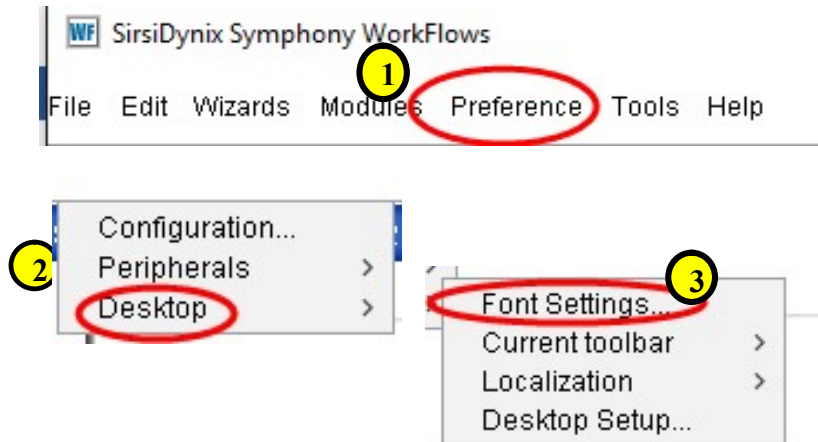 WF SirsiDynix Symphony WorkFlows
1
File Edit Wizards Modules Preference Tools Help
Configuration...
2
Peripherals >
Desktop >
3
Font Settings...
Current toolbar >
Localization >
Desktop Setup...